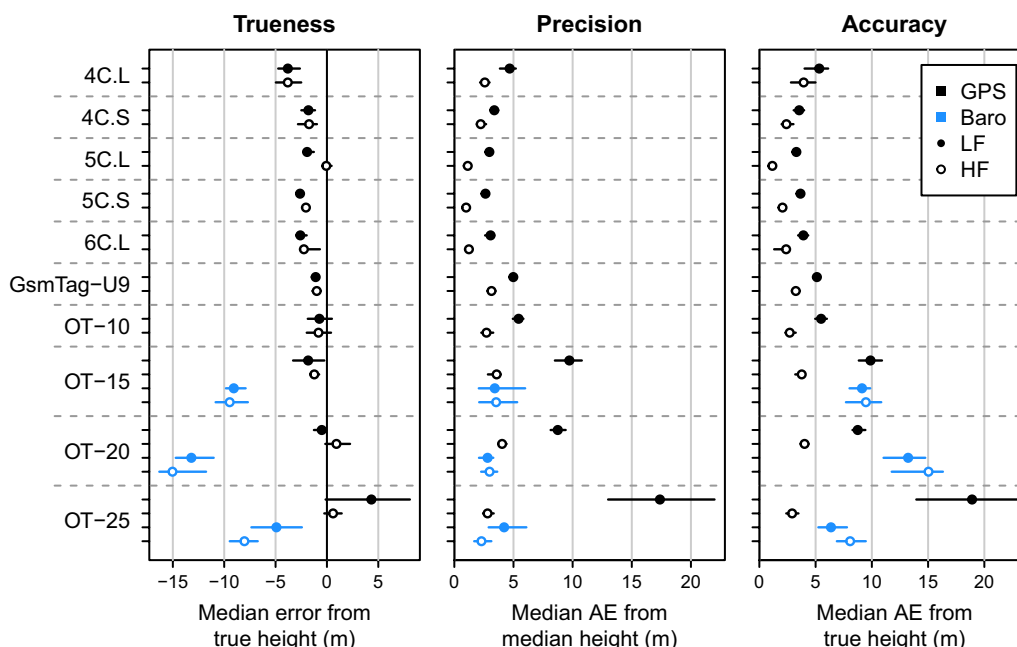 Trueness Precision Accuracy
4C.L
4C.S
5C.L
5C.S
6C.L
GsmTag−U9
OT−10
OT−15
OT−20
OT−25
GPS
Baro
LF
HF
−15 −10 −5 0 5 0 5 10 15 20 0 5 10 15 20
Median error from
true height (m)
Median AE from
median height (m)
Median AE from
true height (m)